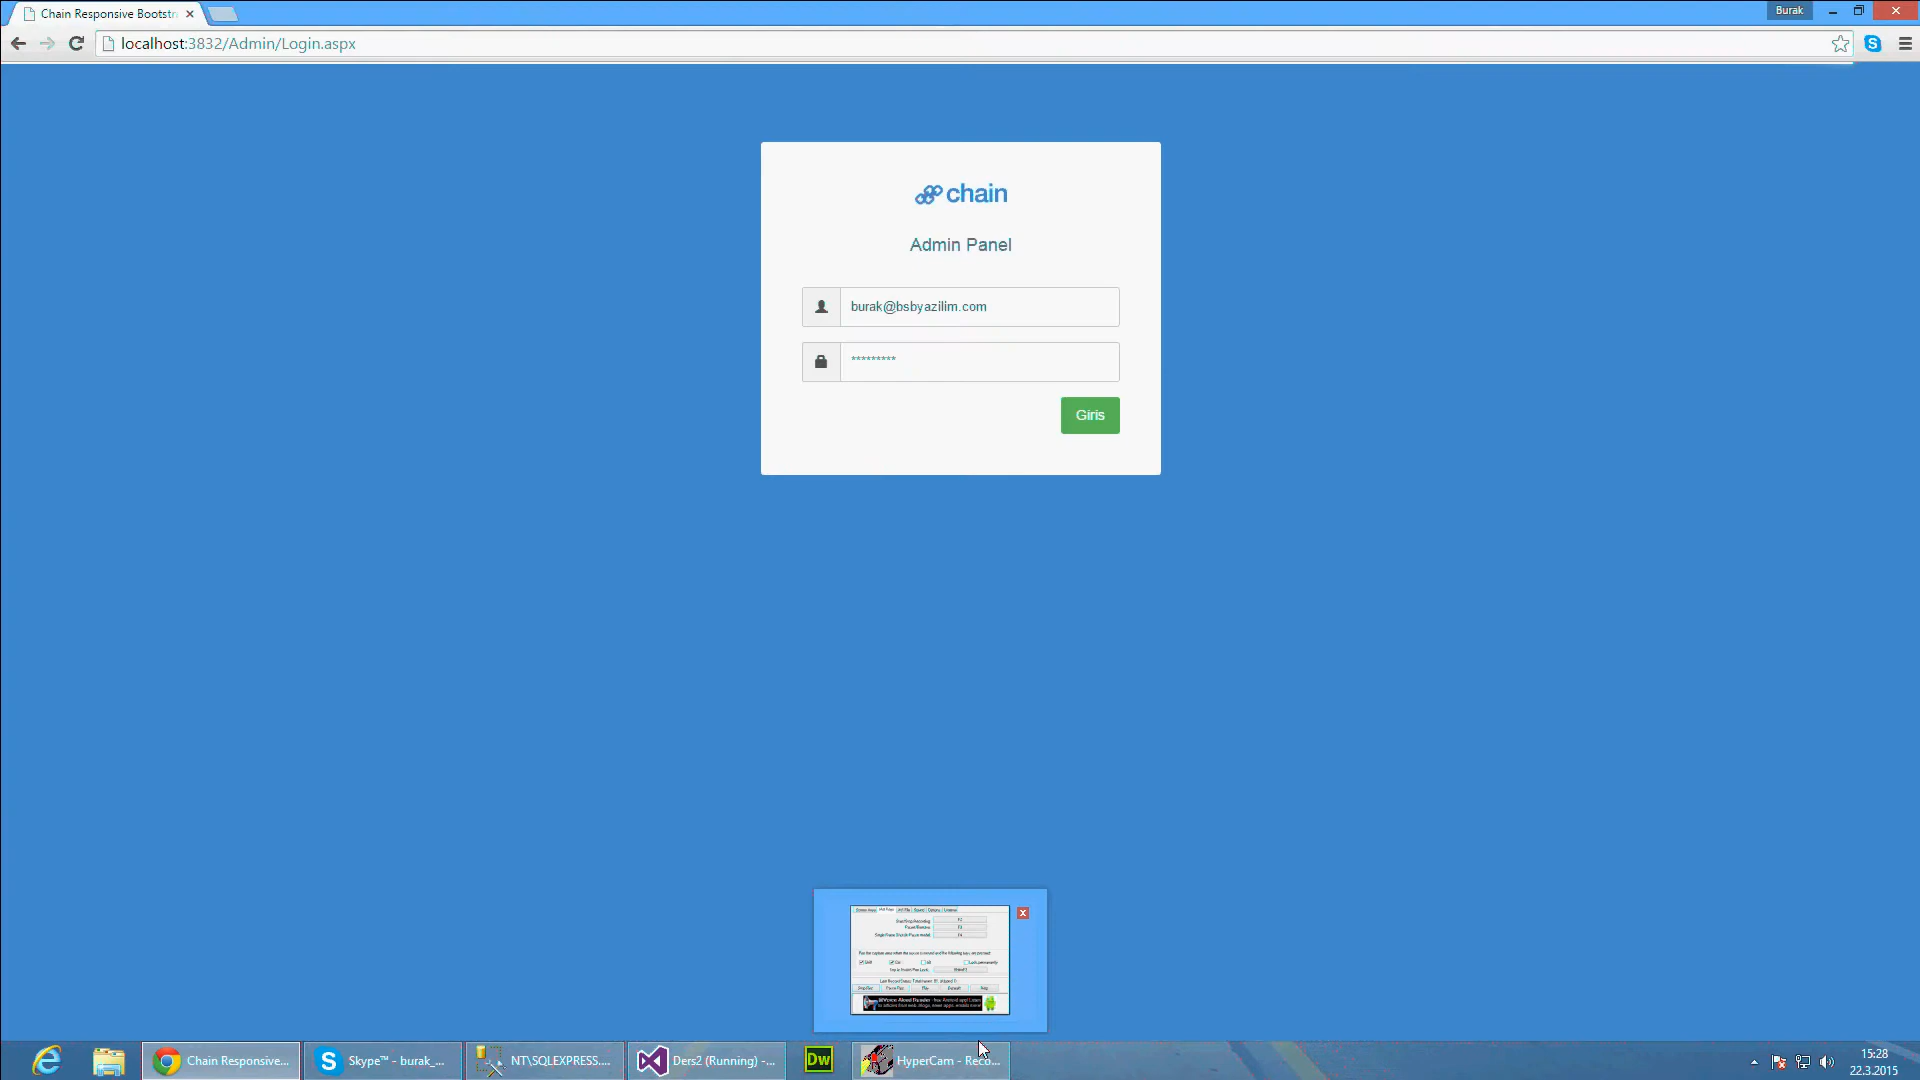 Chain Responsive Bootstr
Burak
localhost:3832/Admin/Login.aspx
chain
Admin Panel
burak@bsbyazilim.com
*********
Giris
Chain Responsive...
Skype™ - burak_...
NT\SQLEXPRESS....
Ders2 (Running) -...
Dw
HyperCam - Reco...
15:28
22.3.2015